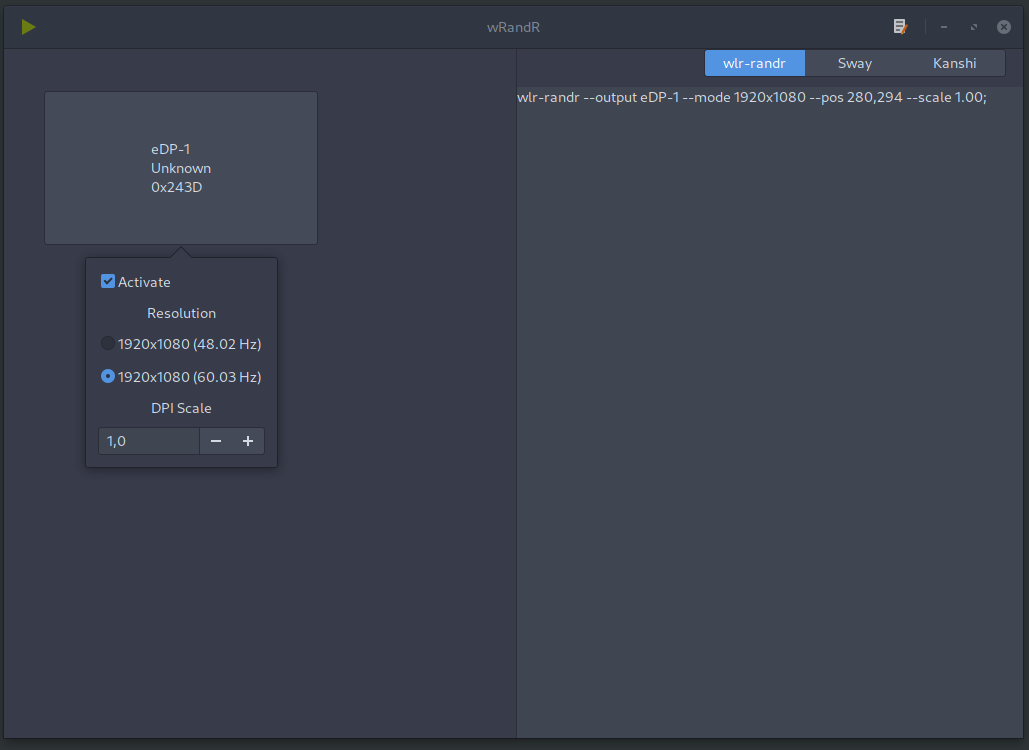 wRandR
wlr-randr Sway Kanshi
wlr-randr --output eDP-1 --mode 1920x1080 --pos 280,294 --scale 1.00;
eDP-1
Unknown
0x243D
Activate
Resolution
1920x1080 (48.02 Hz)
1920x1080 (60.03 Hz)
DPI Scale
1,0